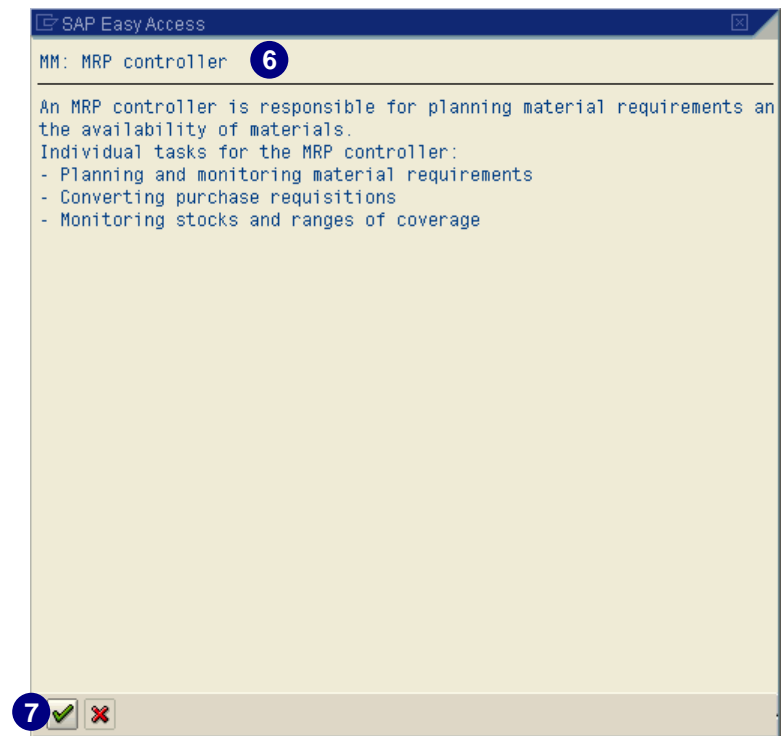 SAP Easy Access
MM: MRP controller 6
An MRP controller is responsible for planning material requirements an
the availability of materials.
Individual tasks for the MRP controller:
- Planning and monitoring material requirements
- Converting purchase requisitions
- Monitoring stocks and ranges of coverage
7